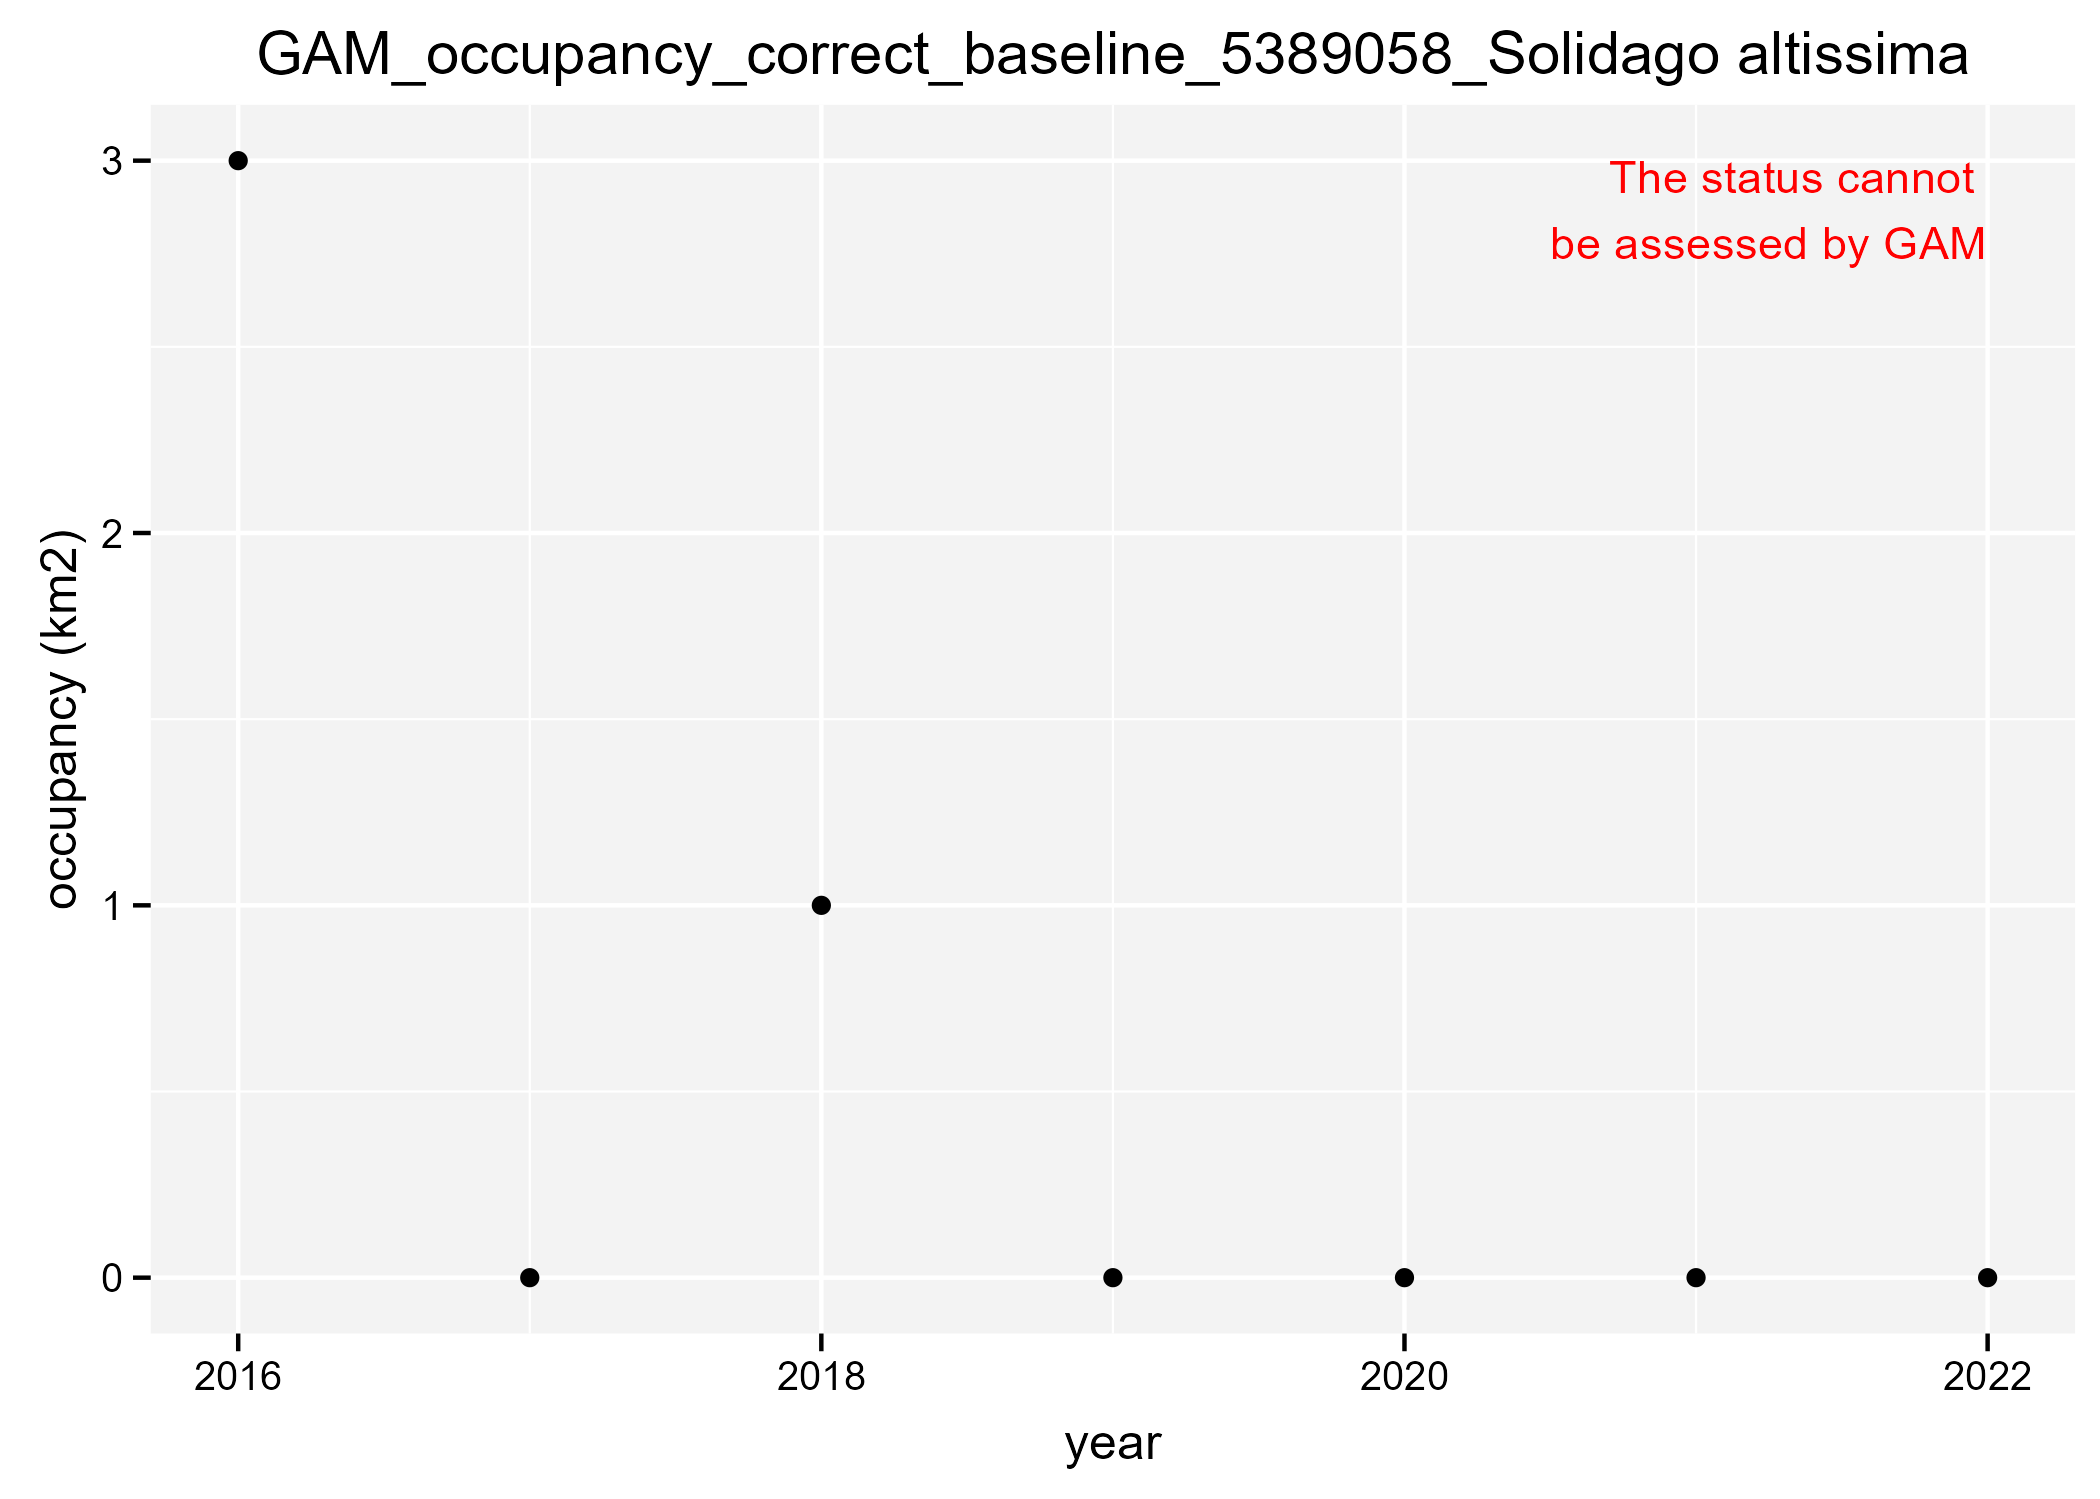 GAM_occupancy_correct_baseline_5389058_Solidago altissima
The status cannot
be assessed by GAM
3
2
1
0
occupancy (km2)
2016
2018
2020
2022
year